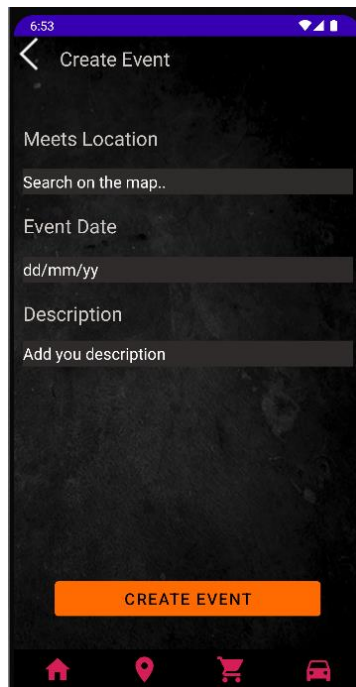 6:53
Create Event
Meets Location
Search on the map..
Event Date
dd/mm/yy
Description
Add you description
CREATE EVENT